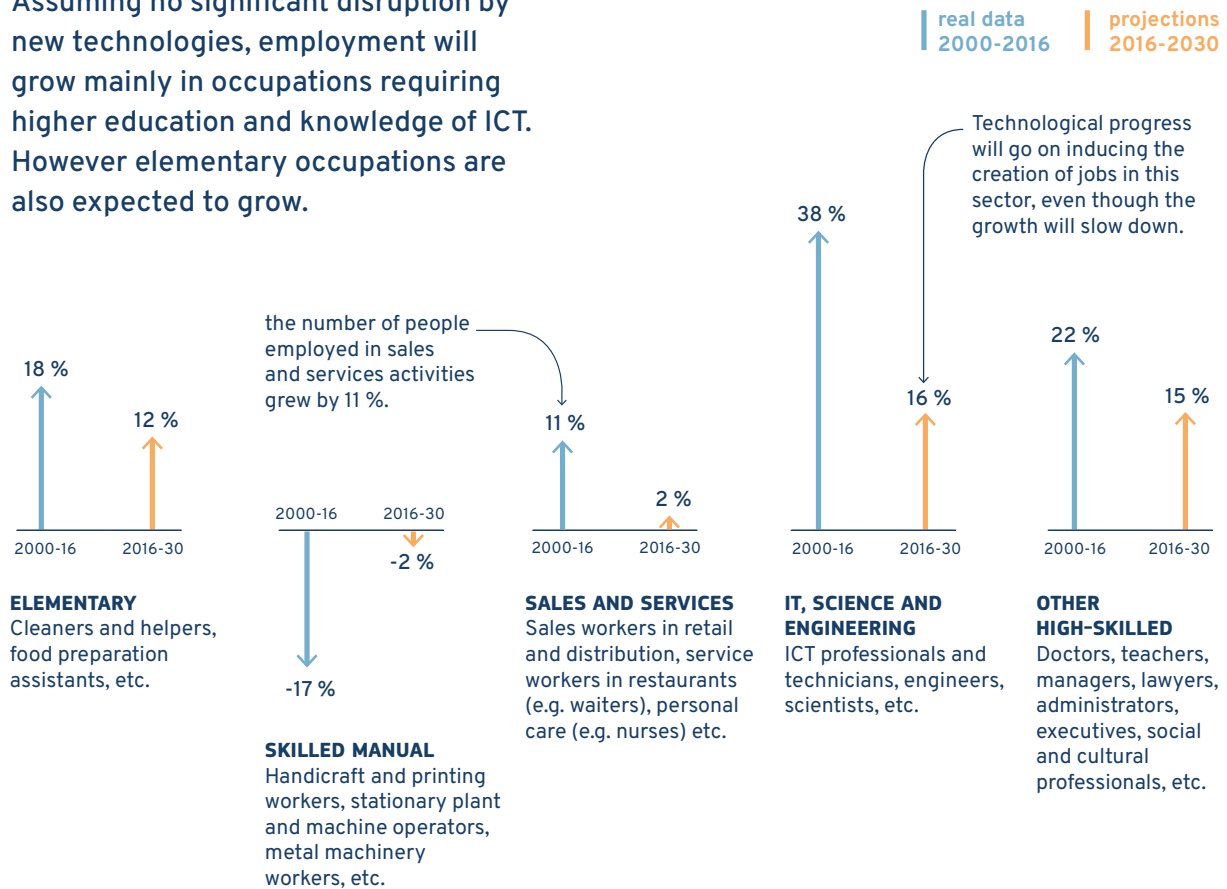 Assuming no significant disruption by
new technologies, employment will
grow mainly in occupations requiring
higher education and knowledge of ICT.
However elementary occupations are
also expected to grow.
real data
2000-2016
projections
2016-2030
Technological progress
will go on inducing the
creation of jobs in this
sector, even though the
growth will slow down.
the number of people
employed in sales
and services activities
grew by 11 %.
18 %
12 %
2000-16
2016-30
ELEMENTARY
Cleaners and helpers,
food preparation
assistants, etc.
2000-16
2016-30
-2 %
-17 %
SKILLED MANUAL
Handicraft and printing
workers, stationary plant
and machine operators,
metal machinery
workers, etc.
11 %
2 %
2000-16
2016-30
SALES AND SERVICES
Sales workers in retail
and distribution, service
workers in restaurants
(e.g. waiters), personal
care (e.g. nurses) etc.
38 %
16 %
2000-16
2016-30
IT, SCIENCE AND
ENGINEERING
ICT professionals and
technicians, engineers,
scientists, etc.
22 %
15 %
2000-16
2016-30
OTHER
HIGH-SKILLED
Doctors, teachers,
managers, lawyers,
administrators,
executives, social
and cultural
professionals, etc.